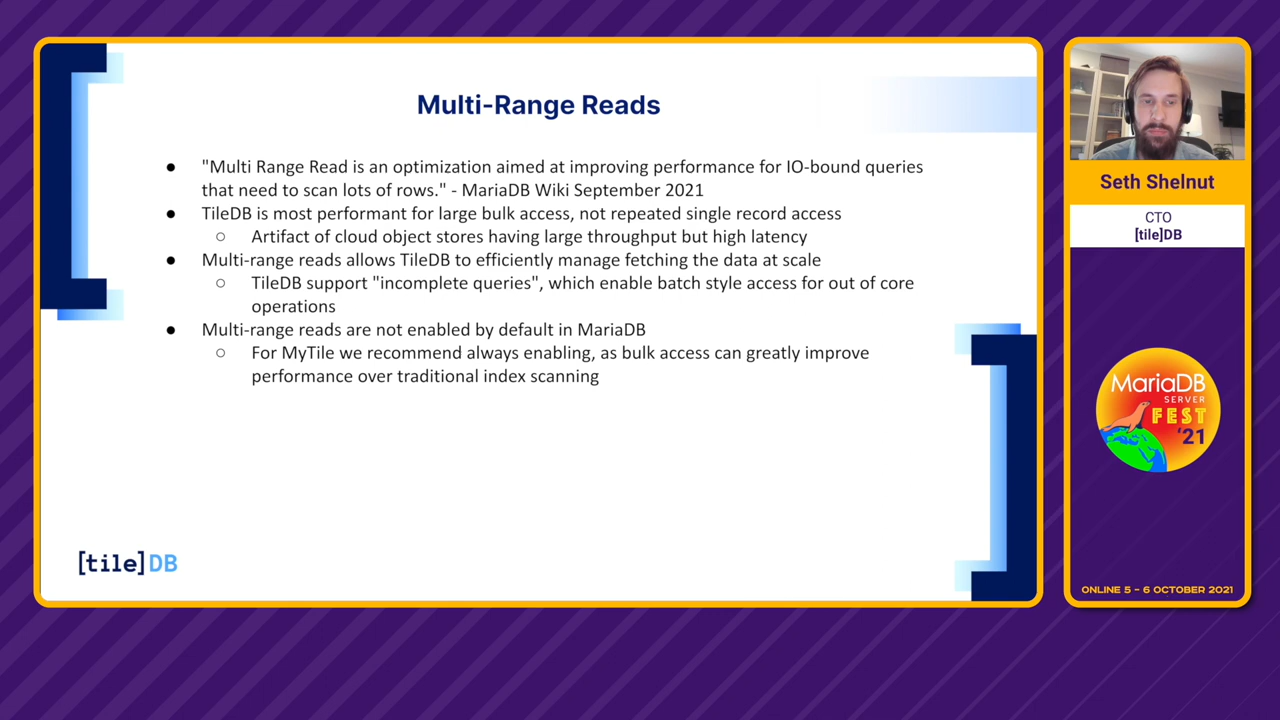 Multi-Range Reads
● "Multi Range Read is an optimization aimed at improving performance for IO-bound queries
that need to scan lots of rows." - MariaDB Wiki September 2021
● TileDB is most performant for large bulk access, not repeated single record access
○ Artifact of cloud object stores having large throughput but high latency
● Multi-range reads allows TileDB to efficiently manage fetching the data at scale
○ TileDB support "incomplete queries", which enable batch style access for out of core
operations
● Multi-range reads are not enabled by default in MariaDB
○ For MyTile we recommend always enabling, as bulk access can greatly improve
performance over traditional index scanning
[tile]DB
Seth Shelnut
CTO
[tile]DB
MariaDB
SERVER
FEST
'21
ONLINE 5 – 6 OCTOBER 2021